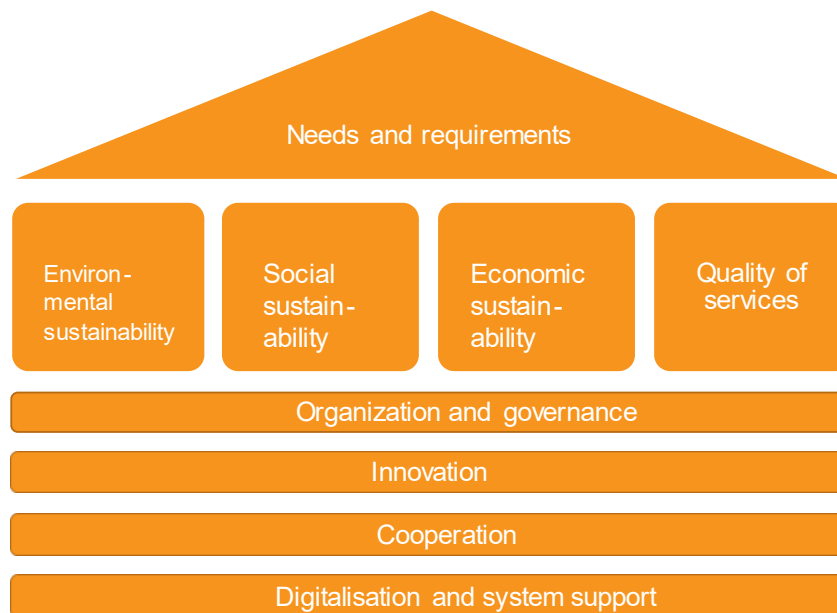 Needs and requirements
Environ-
mental
sustainability
Social
sustain-
ability
Economic
sustain-
ability
Quality of
services
Organization and governance
Innovation
Cooperation
Digitalisation and system support